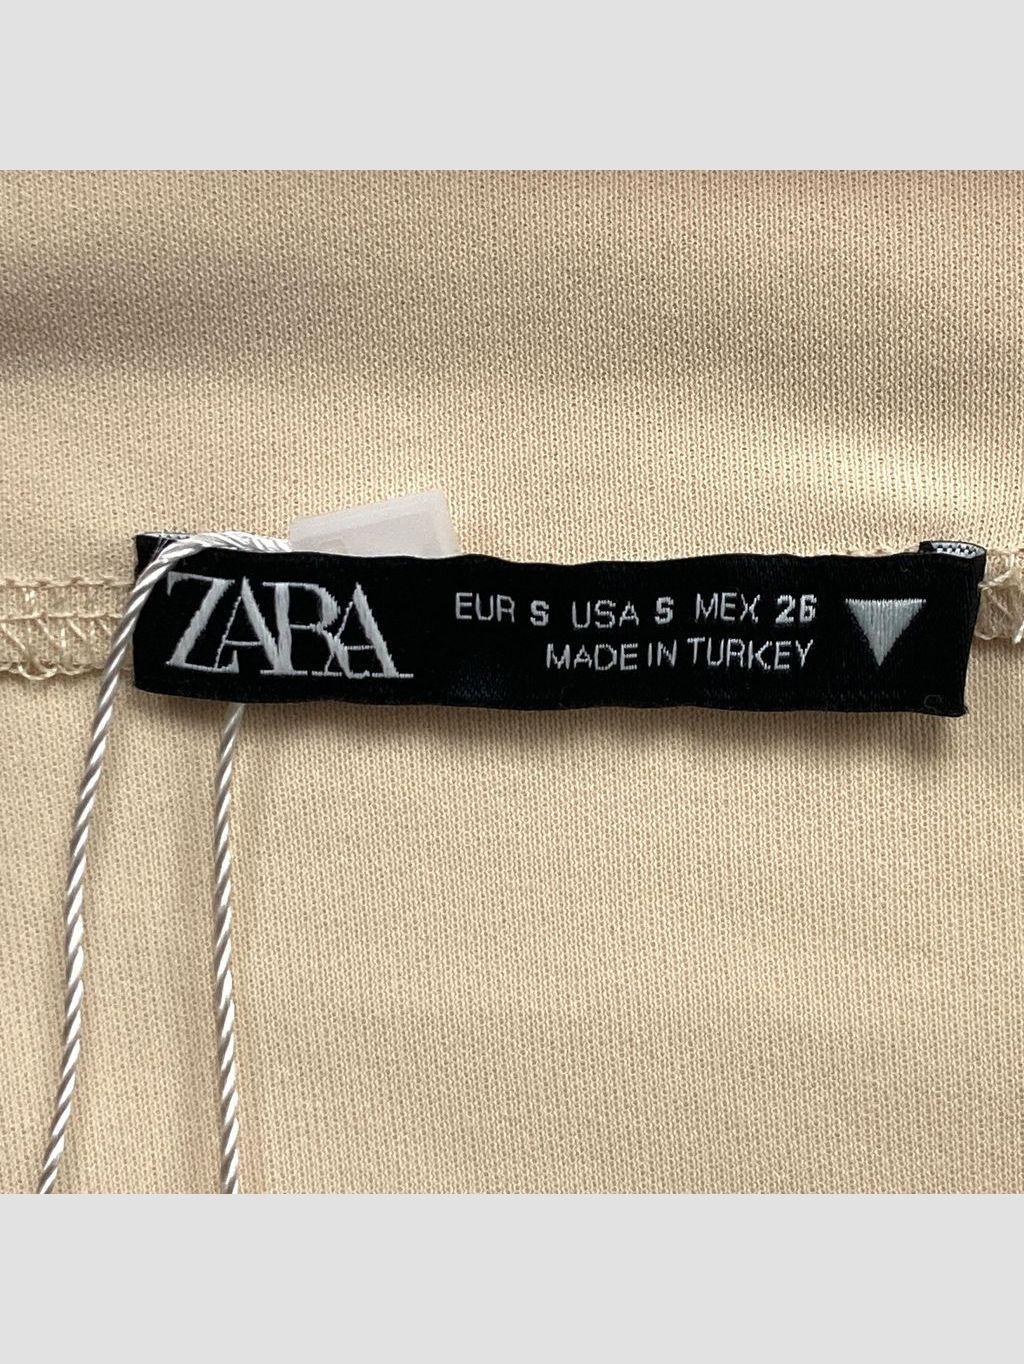 ZARA
EUR S USA S MEX 26
MADE IN TURKEY
S